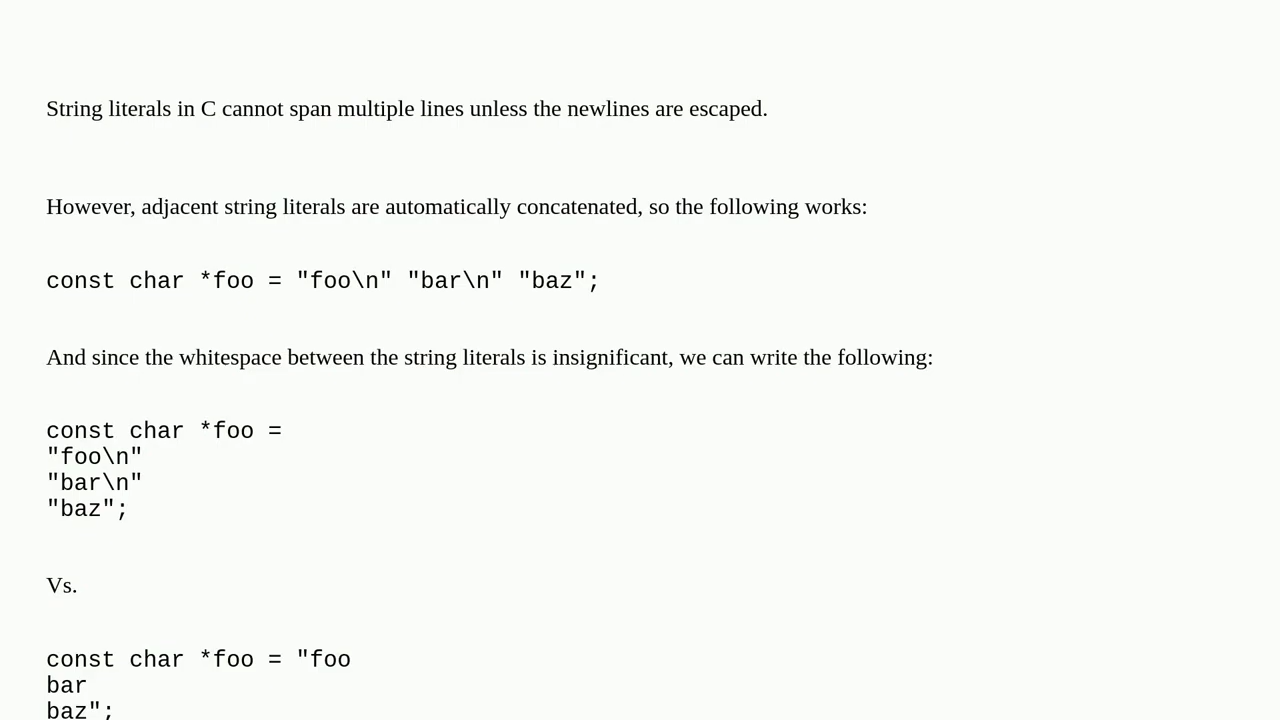 String literals in C cannot span multiple lines unless the newlines are escaped.
However, adjacent string literals are automatically concatenated, so the following works:
const char *foo = "foo\n" "bar\n" "baz";
And since the whitespace between the string literals is insignificant, we can write the following:
const char *foo =
"foo\n"
"bar\n"
"baz";
Vs.
const char *foo = "foo
bar
baz";